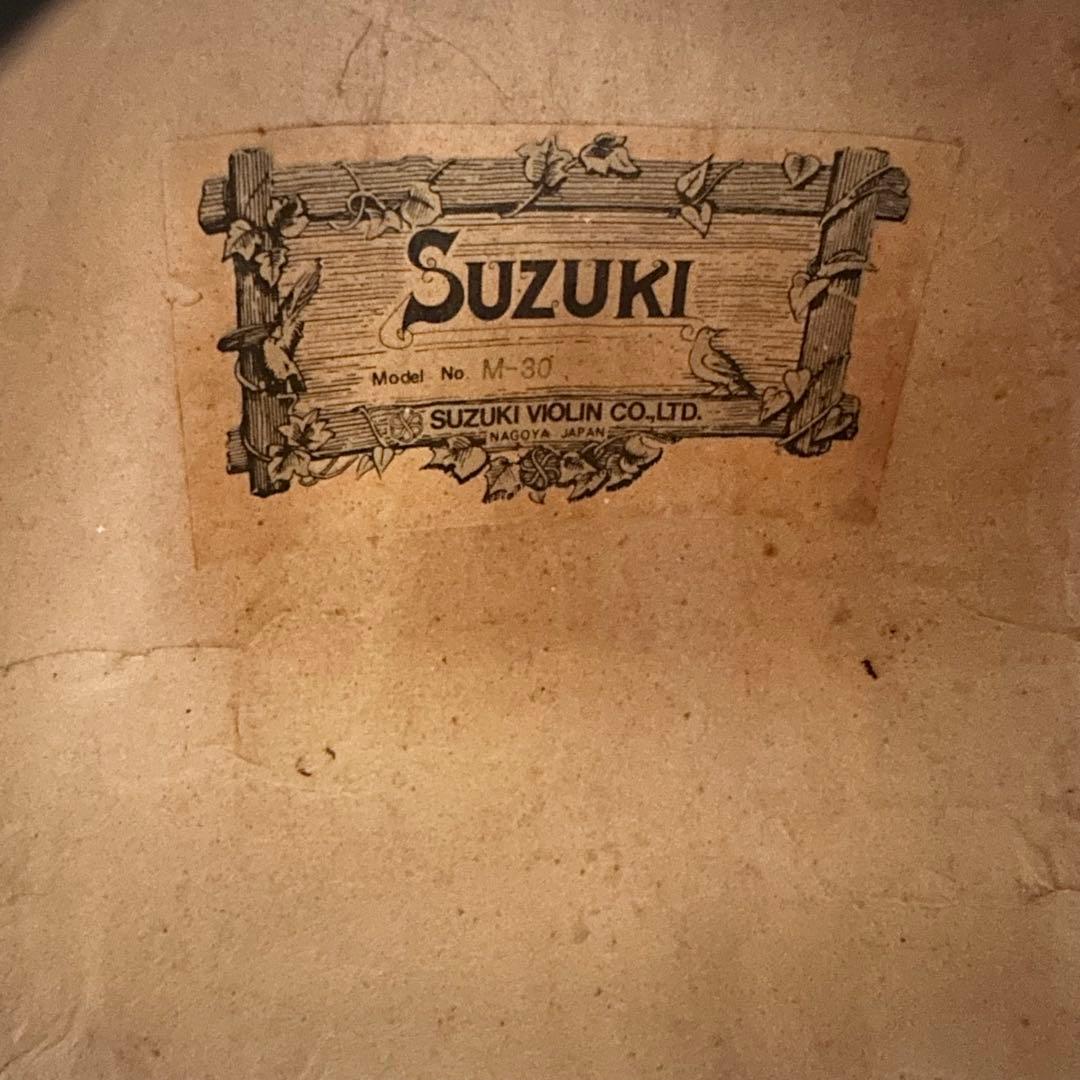 SUZUKI
Model No. M-30
SUZUKI VIOLIN CO.,LTD.
NAGOYA JAPAN